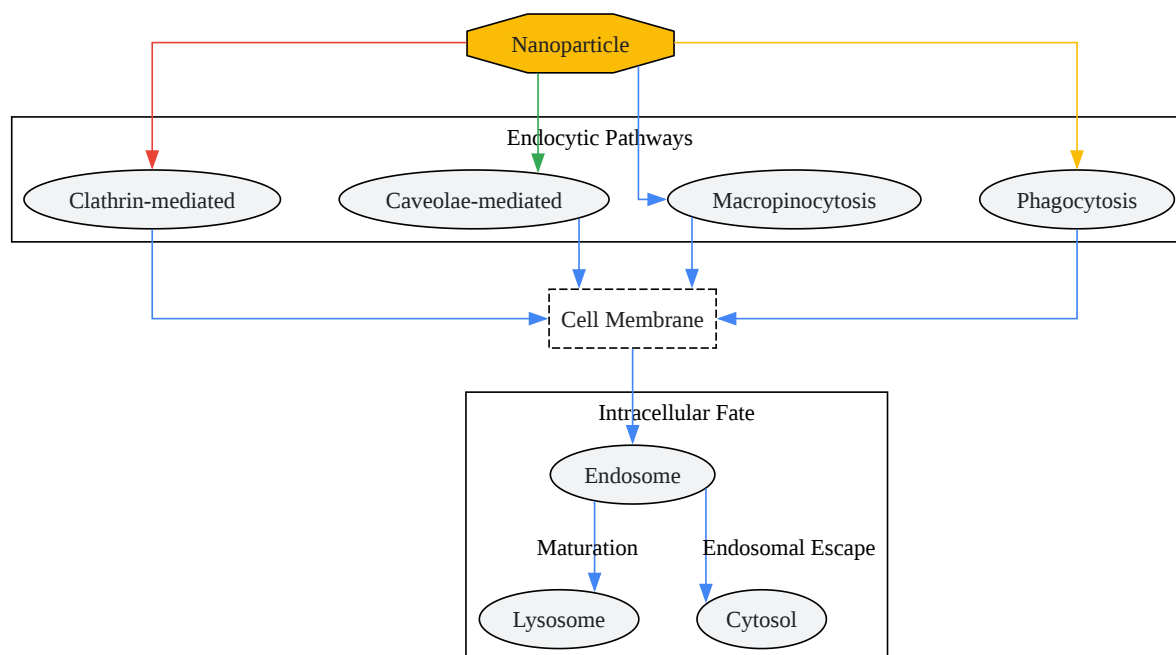 Nanoparticle
Endocytic Pathways
Clathrin-mediated
Caveolae-mediated
Macropinocytosis
Phagocytosis
Cell Membrane
Intracellular Fate
Endosome
Maturation
Endosomal Escape
Lysosome
Cytosol